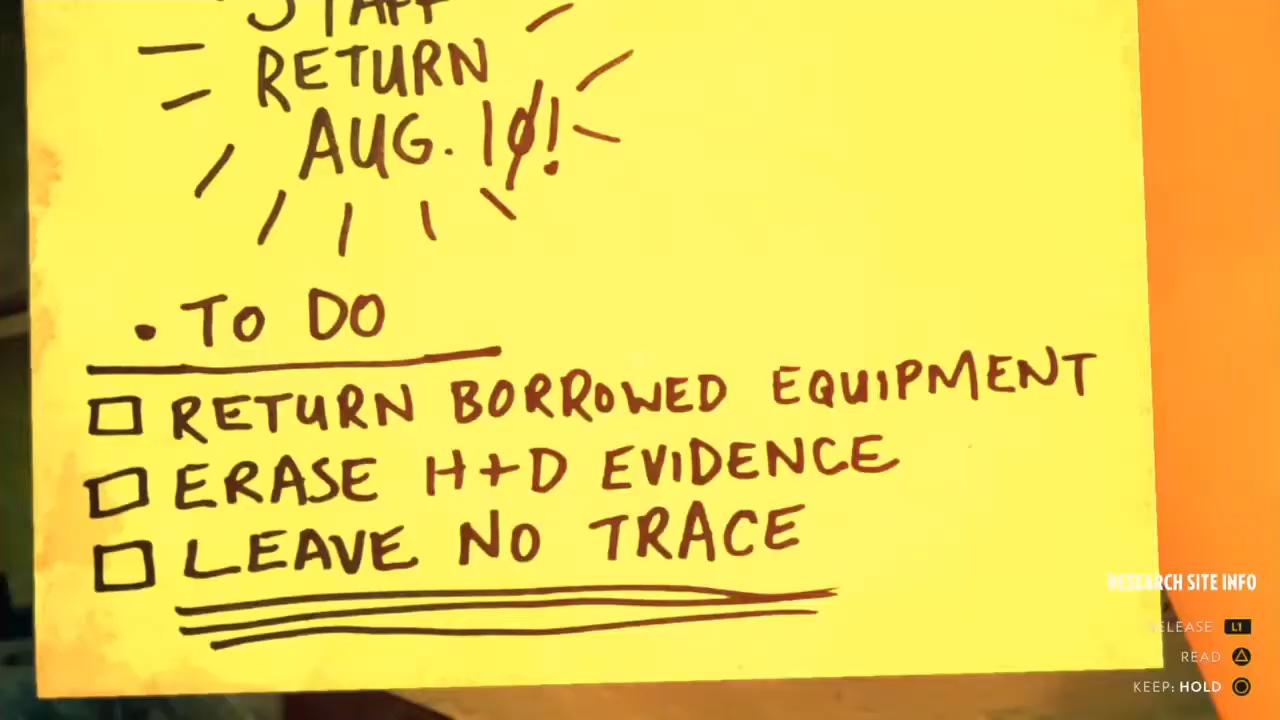 STAFF
RETURN
AUG. 10!
• TO DO
RETURN BORROWED EQUIPMENT
ERASE H+D EVIDENCE
LEAVE NO TRACE
RESEARCH SITE INFO
RELEASE L1
READ
KEEP: HOLD